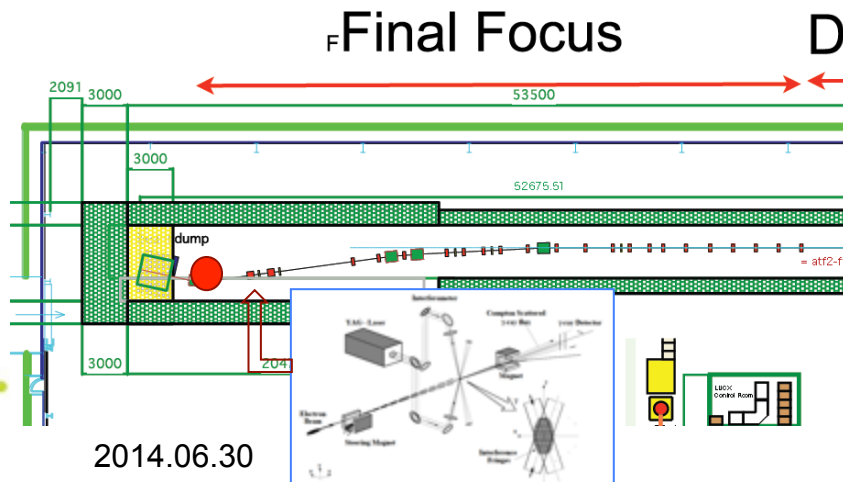 FFinal Focus
D
2091
3000
53500
3000
52675.51
dump
= atf2-f
3000
Interferometer
YAG-Laser
Compton Scattered
γ-ray Detector
Magnet
Electron
Beam
Steering Magnet
Interference
Fringes
LUCX
Control Room
2014.06.30